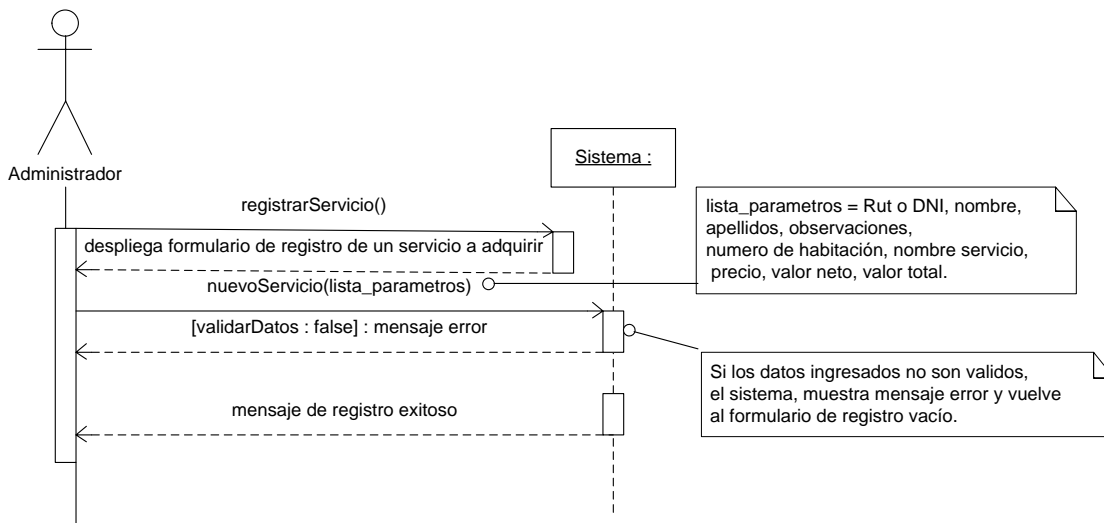 Administrador
Sistema :
registrarServicio()
despliega formulario de registro de un servicio a adquirir
nuevoServicio(lista_parametros)
lista_parametros = Rut o DNI, nombre,
apellidos, observaciones,
numero de habitación, nombre servicio,
precio, valor neto, valor total.
[validarDatos : false] : mensaje error
Si los datos ingresados no son validos,
el sistema, muestra mensaje error y vuelve
al formulario de registro vacío.
mensaje de registro exitoso